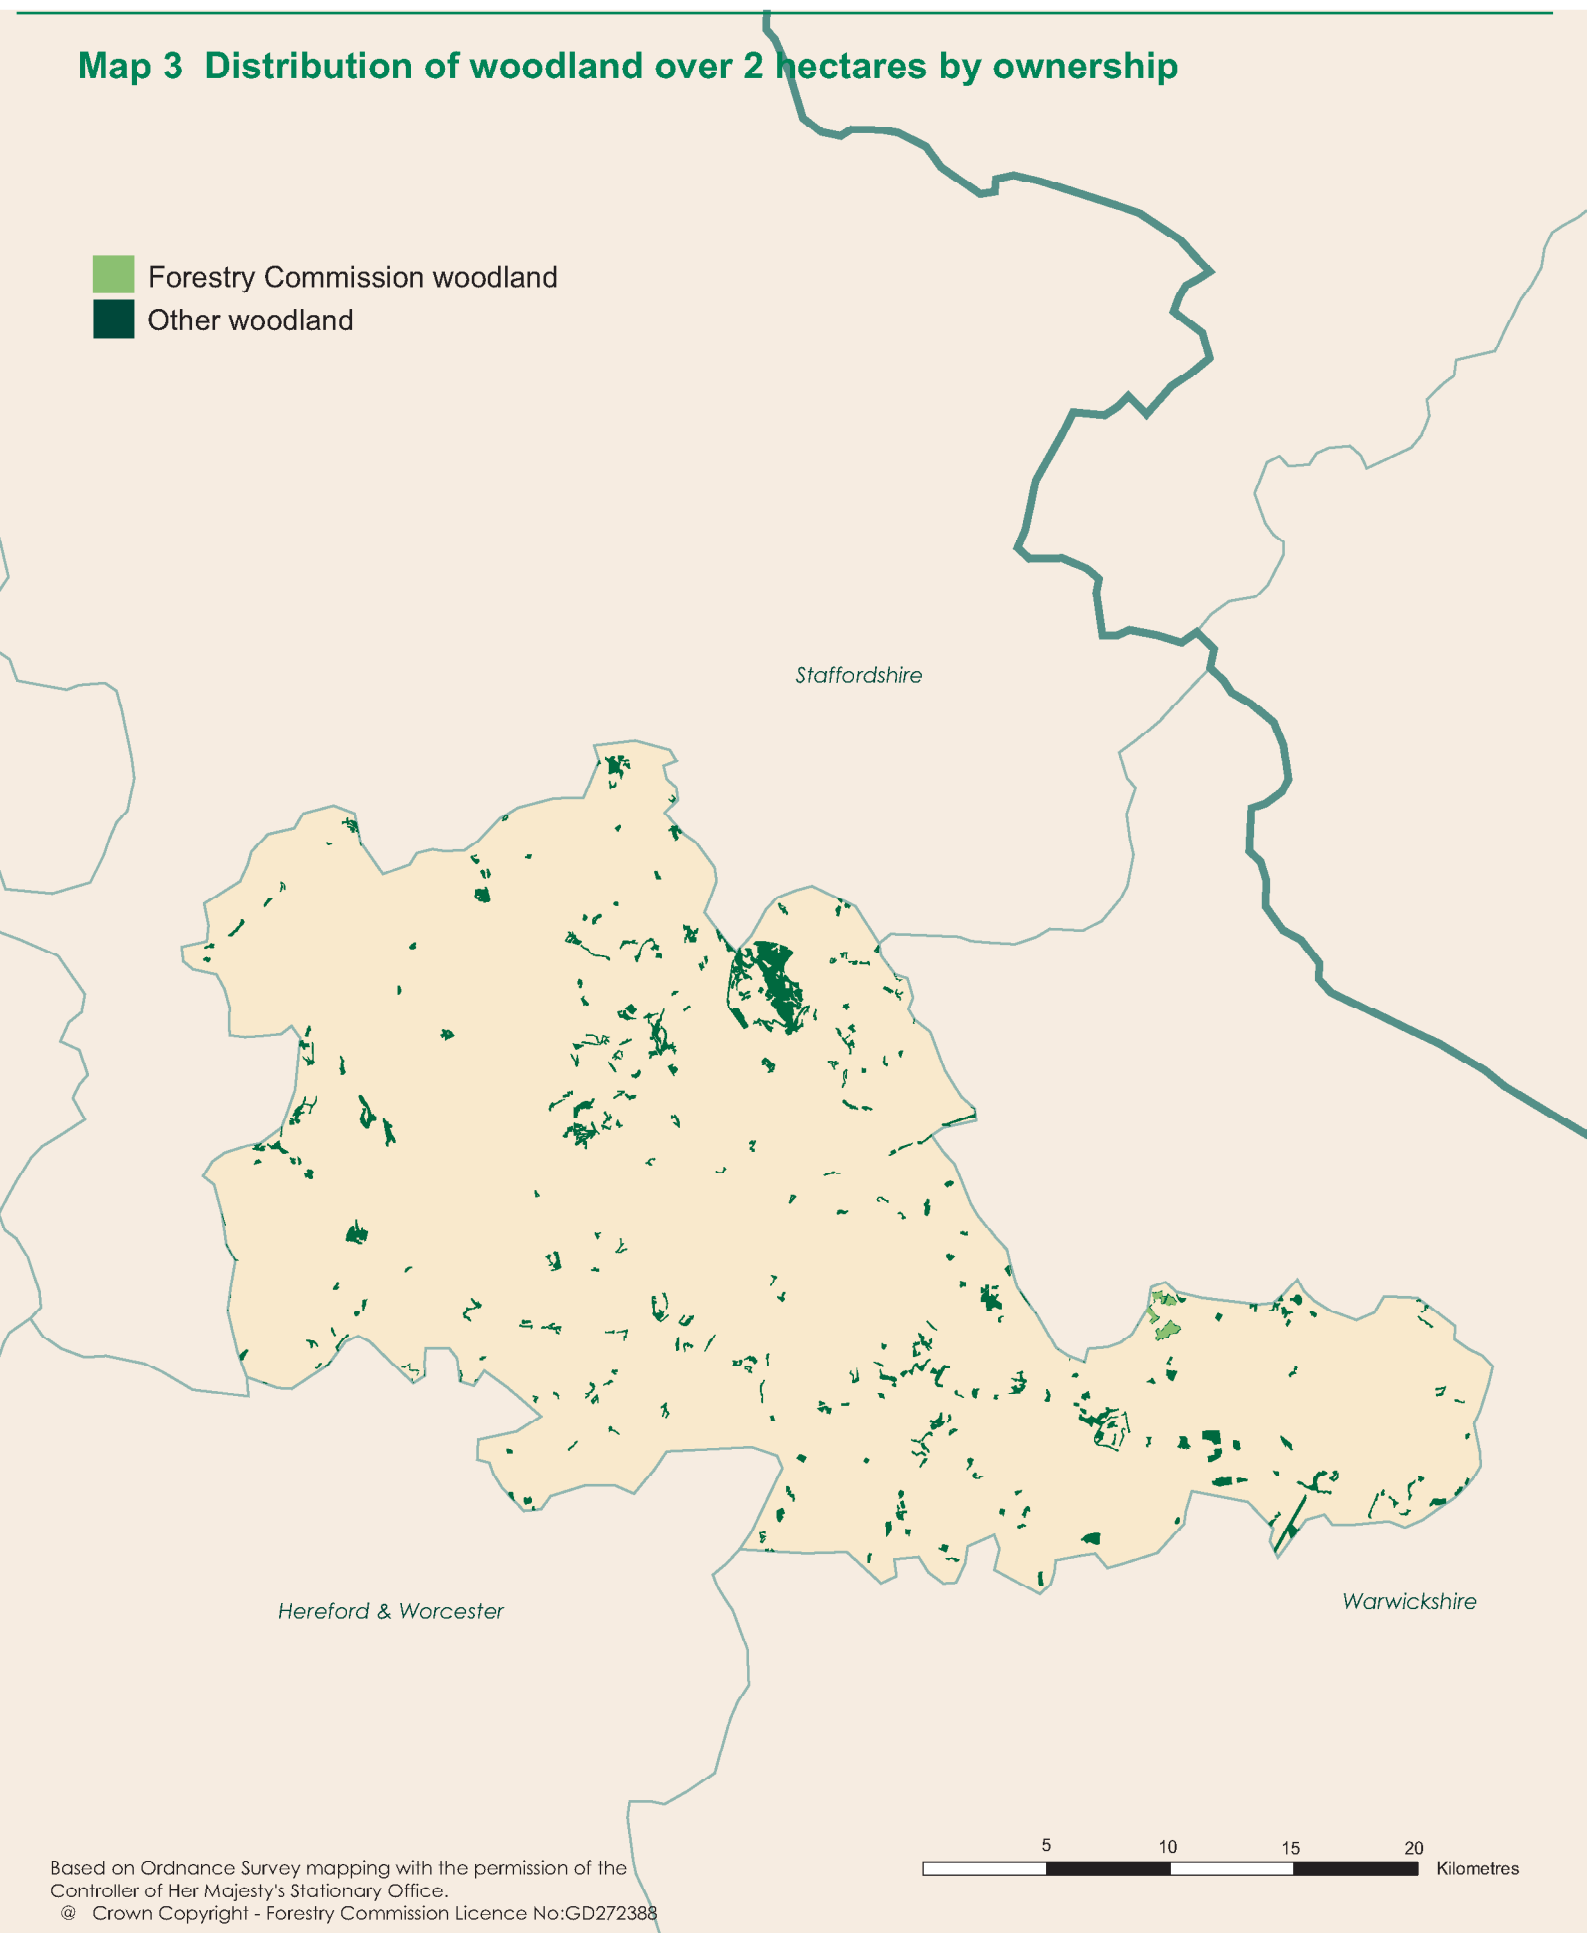 Map 3 Distribution of woodland over 2 hectares by ownership
Forestry Commission woodland
Other woodland
Staffordshire
Hereford & Worcester
Warwickshire
5 10 15 20
Kilometres
Based on Ordnance Survey mapping with the permission of the
Controller of Her Majesty's Stationary Office.
@ Crown Copyright - Forestry Commission Licence No:GD272388